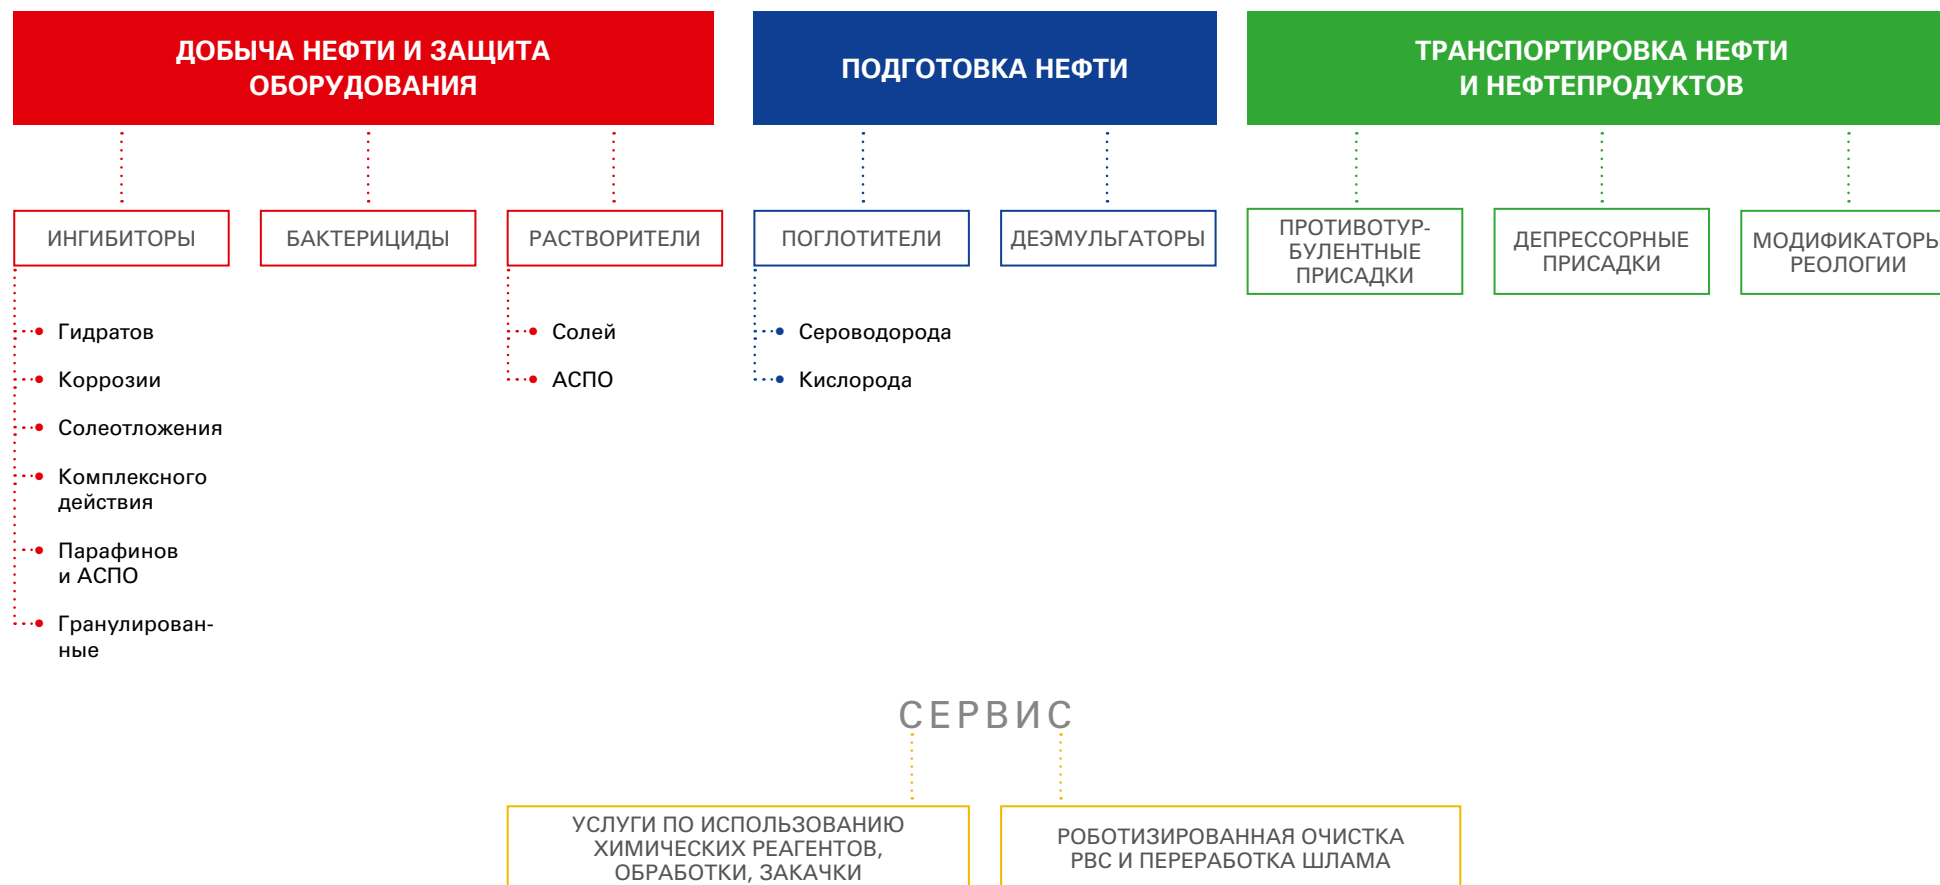 ДОБЫЧА НЕФТИ И ЗАЩИТА
ОБОРУДОВАНИЯ
ПОДГОТОВКА НЕФТИ
ТРАНСПОРТИРОВКА НЕФТИ
И НЕФТЕПРОДУКТОВ
ИНГИБИТОРЫ
БАКТЕРИЦИДЫ
РАСТВОРИТЕЛИ
ПОГЛОТИТЕЛИ
ДЕЭМУЛЬГАТОРЫ
ПРОТИВОТУР-
БУЛЕНТНЫЕ
ПРИСАДКИ
ДЕПРЕССОРНЫЕ
ПРИСАДКИ
МОДИФИКАТОРЫ
РЕОЛОГИИ
Гидратов
Коррозии
Солеотложения
Комплексного
действия
Парафинов
и АСПО
Гранулирован-
ные
Солей
АСПО
Сероводорода
Кислорода
СЕРВИС
УСЛУГИ ПО ИСПОЛЬЗОВАНИЮ
ХИМИЧЕСКИХ РЕАГЕНТОВ,
ОБРАБОТКИ, ЗАКАЧКИ
РОБОТИЗИРОВАННАЯ ОЧИСТКА
РВС И ПЕРЕРАБОТКА ШЛАМА